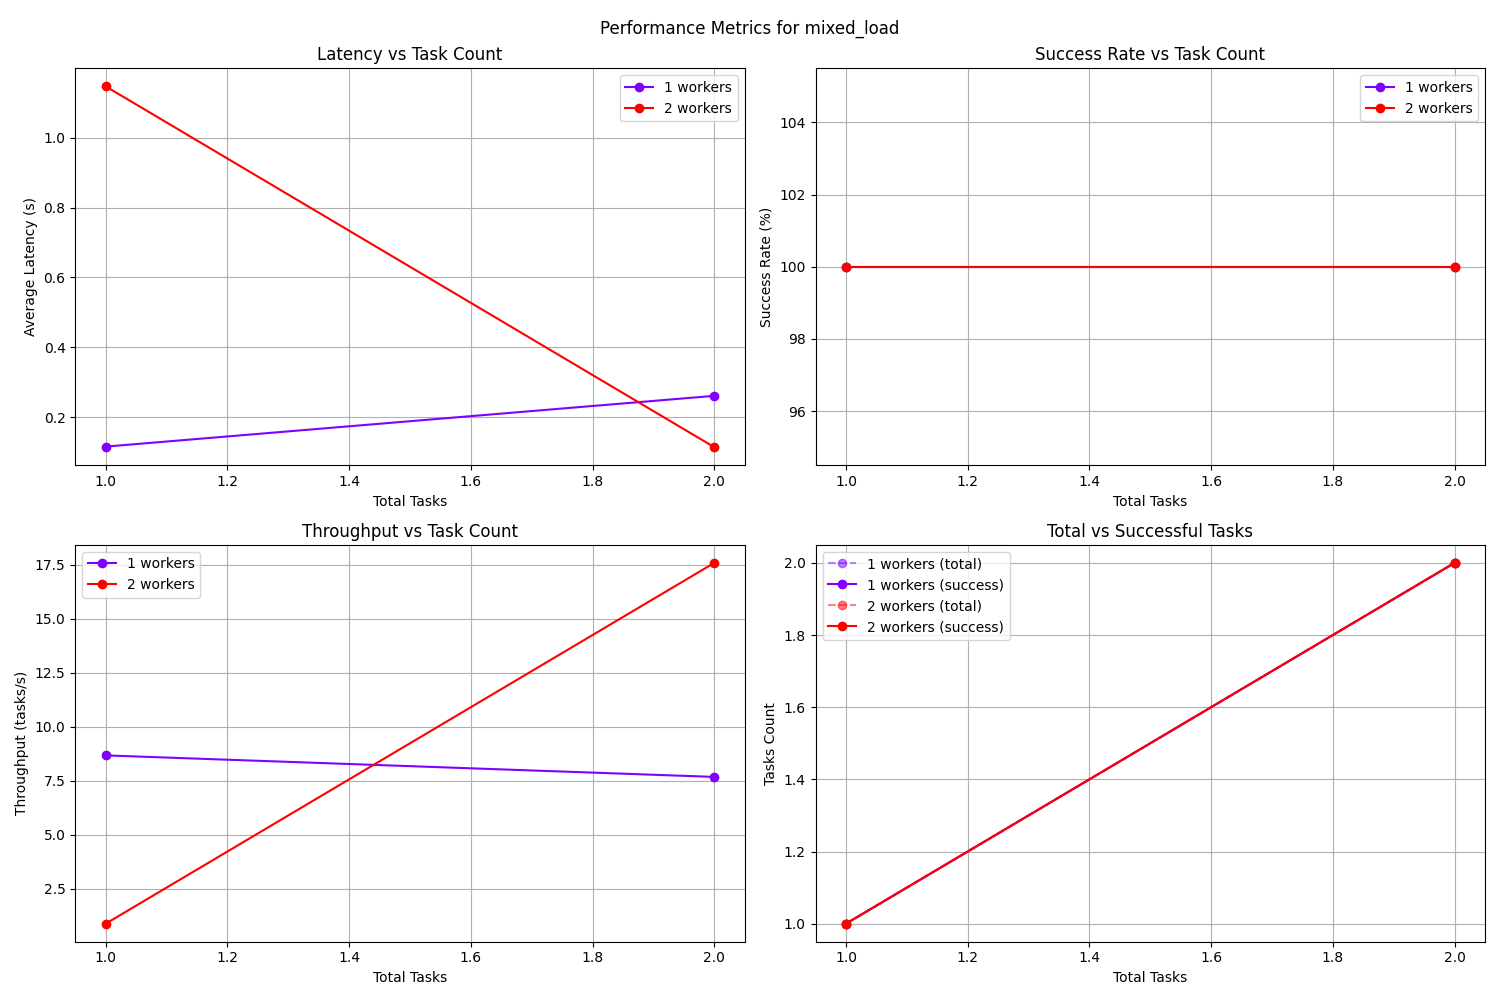 Performance Metrics for mixed_load
Latency vs Task Count
1 workers
2 workers
1.0
0.8
0.6
0.4
0.2
Average Latency (s)
1.0 1.2 1.4 1.6 1.8 2.0
Total Tasks
Success Rate vs Task Count
1 workers
2 workers
104
102
100
98
96
Success Rate (%)
1.0 1.2 1.4 1.6 1.8 2.0
Total Tasks
Throughput vs Task Count
1 workers
2 workers
17.5
15.0
12.5
10.0
7.5
5.0
2.5
Throughput (tasks/s)
1.0 1.2 1.4 1.6 1.8 2.0
Total Tasks
Total vs Successful Tasks
1 workers (total)
1 workers (success)
2 workers (total)
2 workers (success)
2.0
1.8
1.6
1.4
1.2
1.0
Tasks Count
1.0 1.2 1.4 1.6 1.8 2.0
Total Tasks